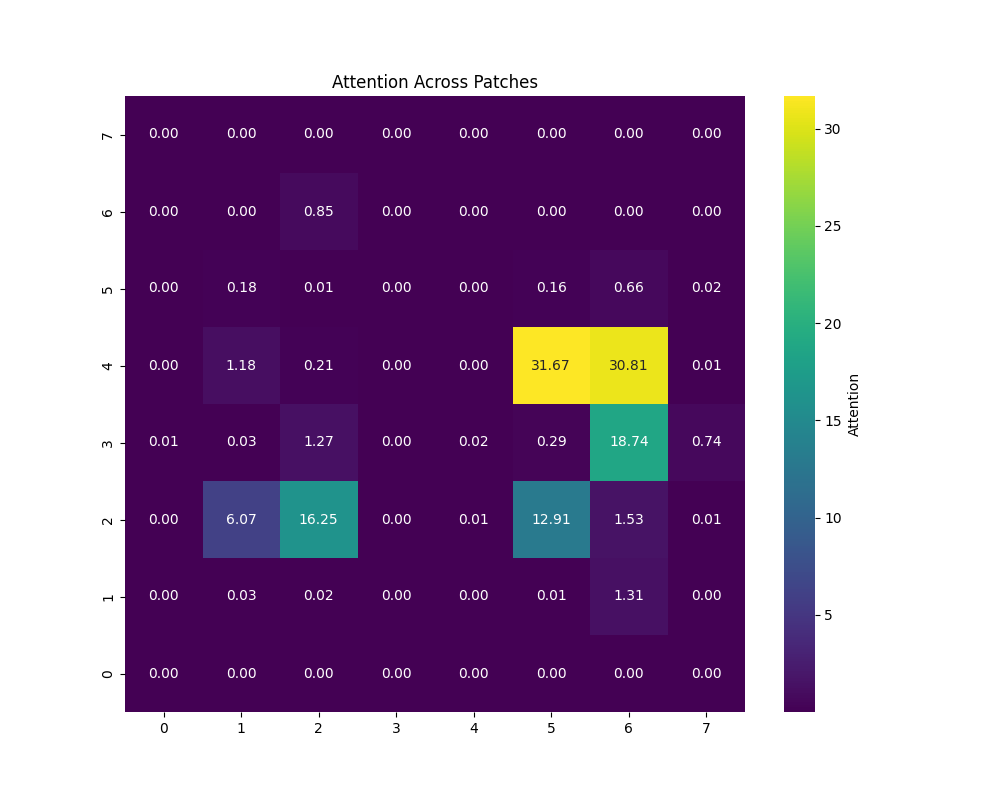 Attention Across Patches
7 0.00 0.00 0.00 0.00 0.00 0.00 0.00 0.00
6 0.00 0.00 0.85 0.00 0.00 0.00 0.00 0.00
5 0.00 0.18 0.01 0.00 0.00 0.16 0.66 0.02
4 0.00 1.18 0.21 0.00 0.00 31.67 30.81 0.01
3 0.01 0.03 1.27 0.00 0.02 0.29 18.74 0.74
2 0.00 6.07 16.25 0.00 0.01 12.91 1.53 0.01
1 0.00 0.03 0.02 0.00 0.00 0.01 1.31 0.00
0 0.00 0.00 0.00 0.00 0.00 0.00 0.00 0.00
0 1 2 3 4 5 6 7
30
25
20
15
10
5
Attention